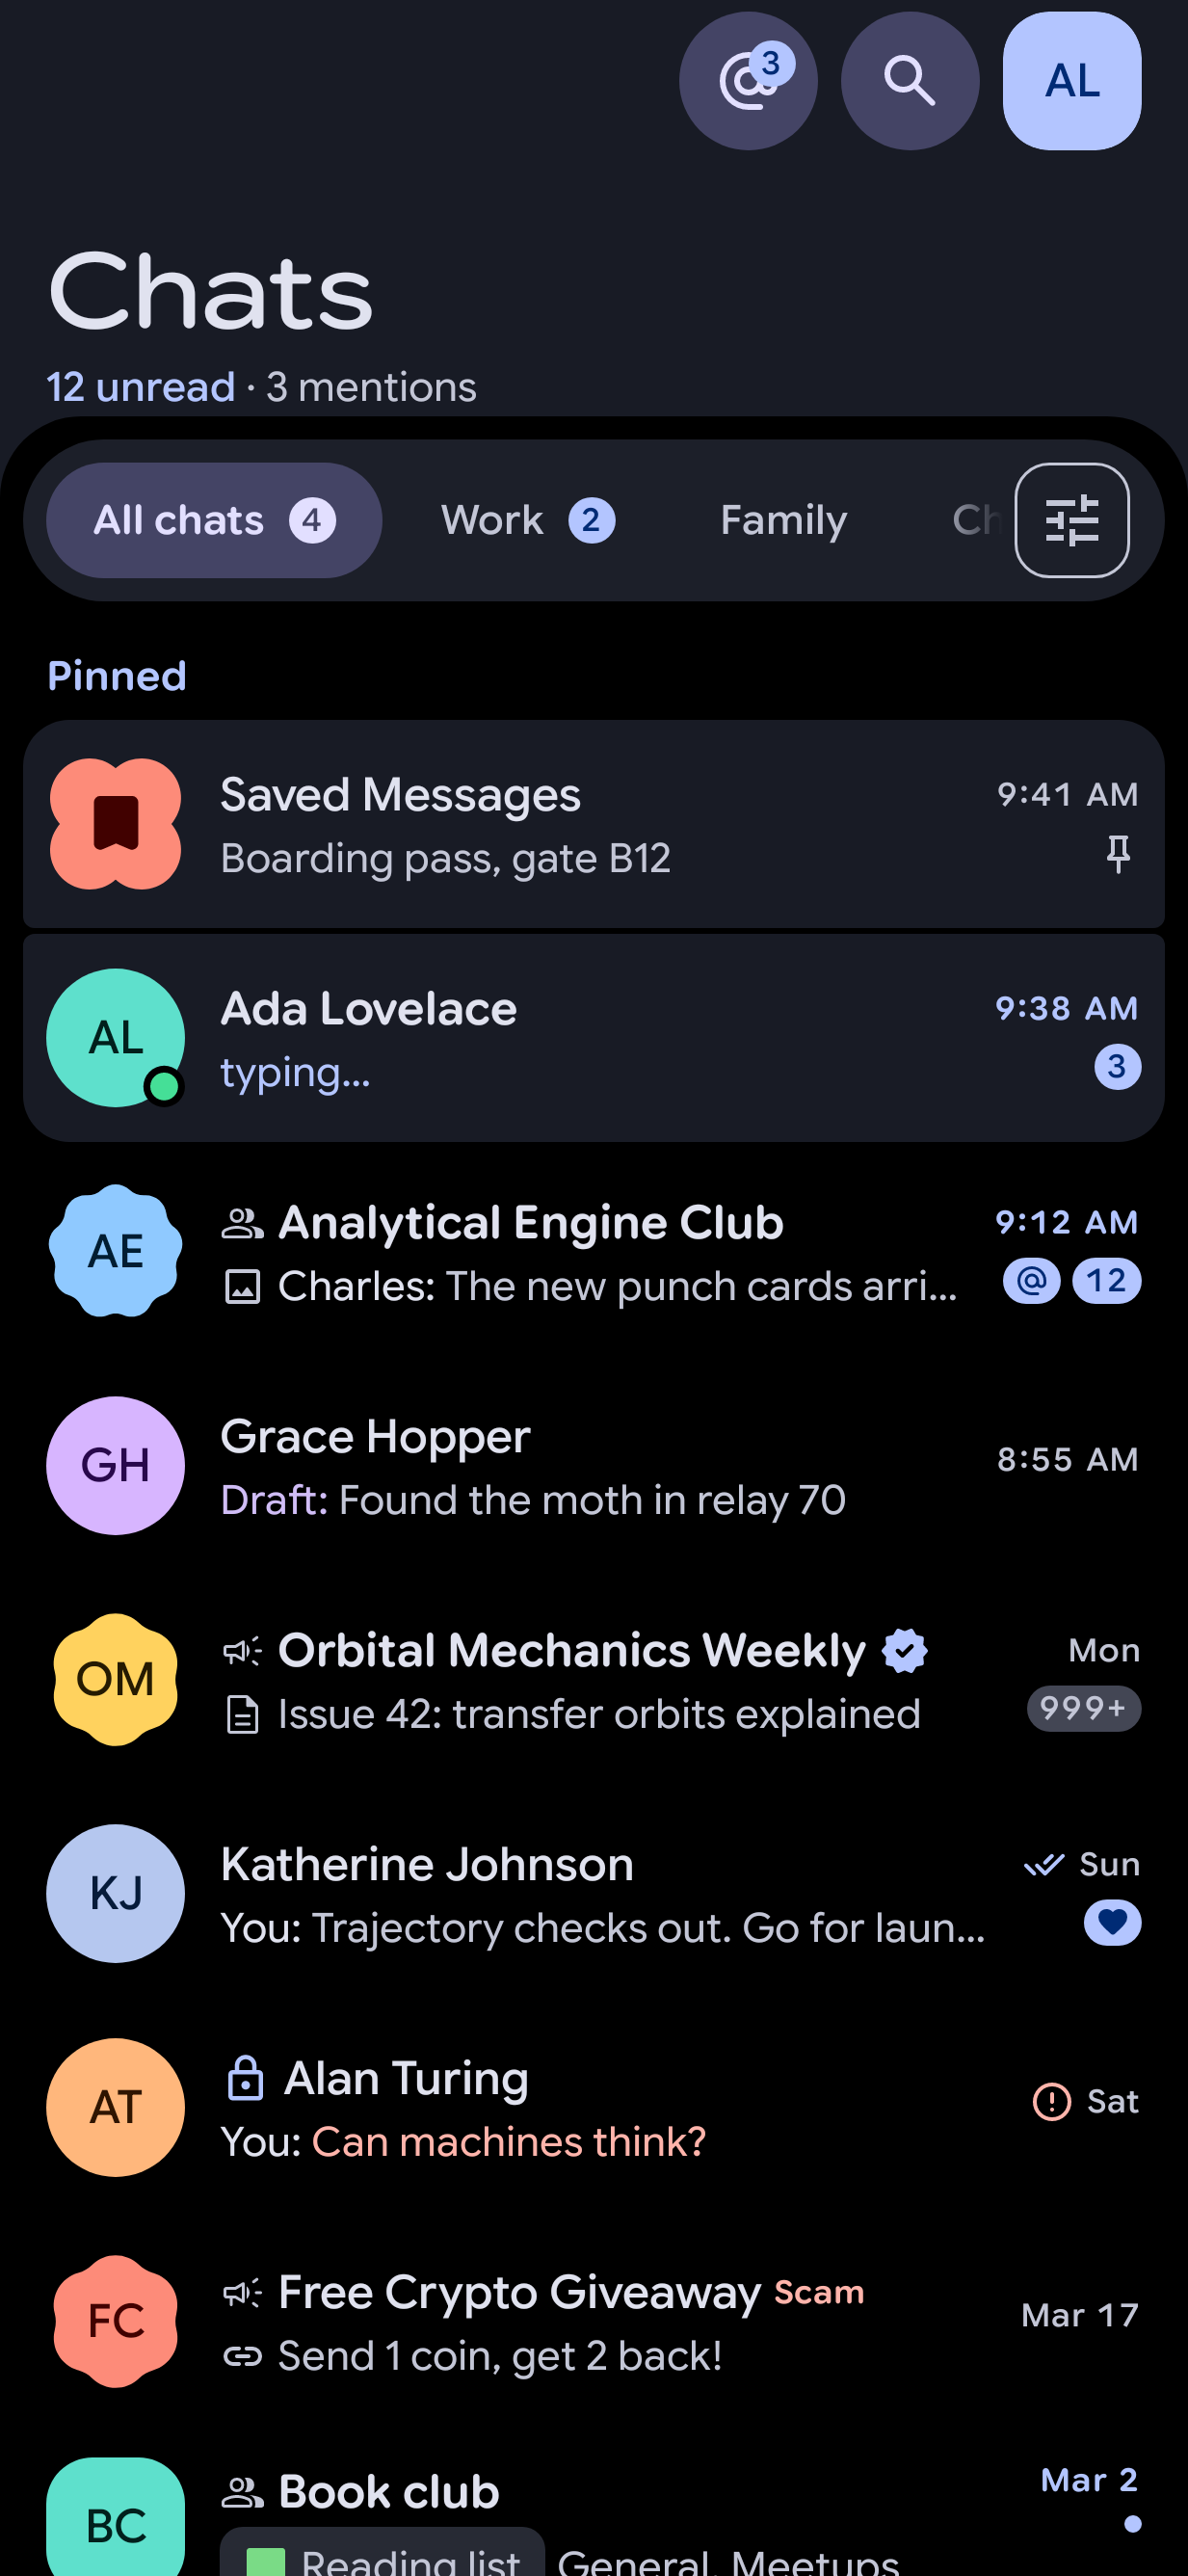 3
AL
Chats
12 unread · 3 mentions
All chats 4 Work 2 Family Ch
Pinned
Saved Messages 9:41 AM
Boarding pass, gate B12
AL
Ada Lovelace 9:38 AM
typing... 3
AE
Analytical Engine Club 9:12 AM
Charles: The new punch cards arri... @ 12
GH
Grace Hopper 8:55 AM
Draft: Found the moth in relay 70
OM
Orbital Mechanics Weekly Mon
Issue 42: transfer orbits explained 999+
KJ
Katherine Johnson Sun
You: Trajectory checks out. Go for laun...
AT
Alan Turing Sat
You: Can machines think?
FC
Free Crypto Giveaway Scam Mar 17
Send 1 coin, get 2 back!
BC
Book club Mar 2
Reading list General, Meetups